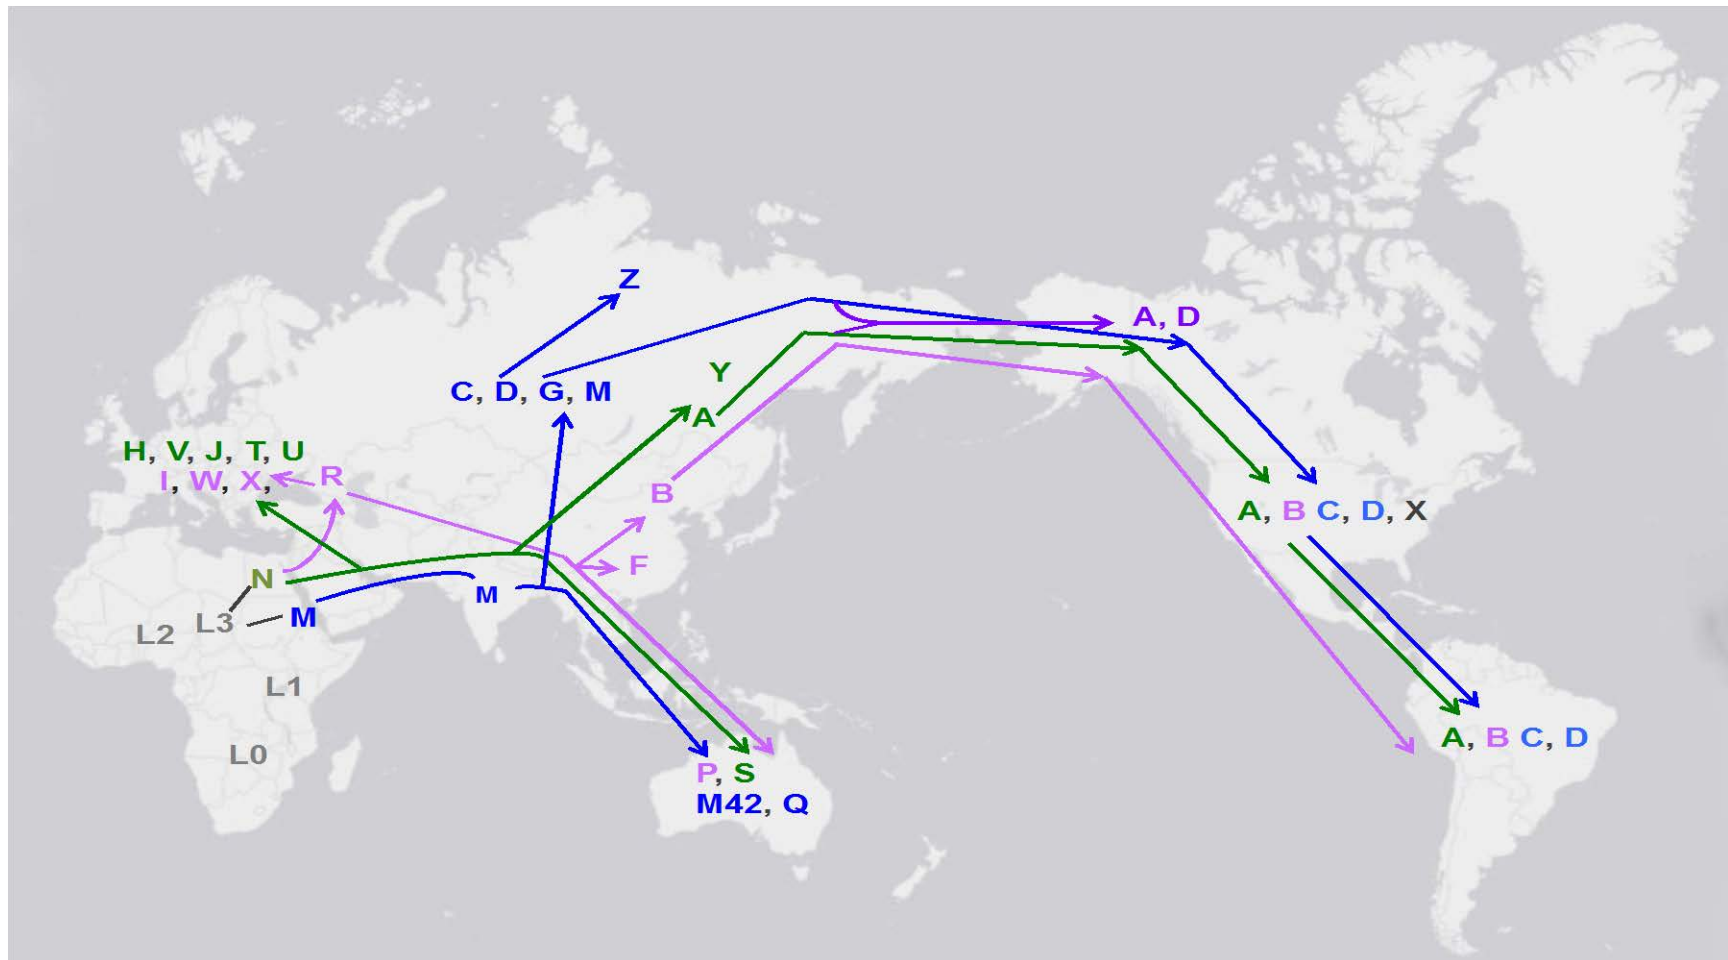 Z
A, D
Y
C, D, G, M
A
H, V, J, T, U
I, W, X,
R
B
A, B C, D, X
F
N
M
M
L3
L2
L1
A, B C, D
L0
P, S
M42, Q